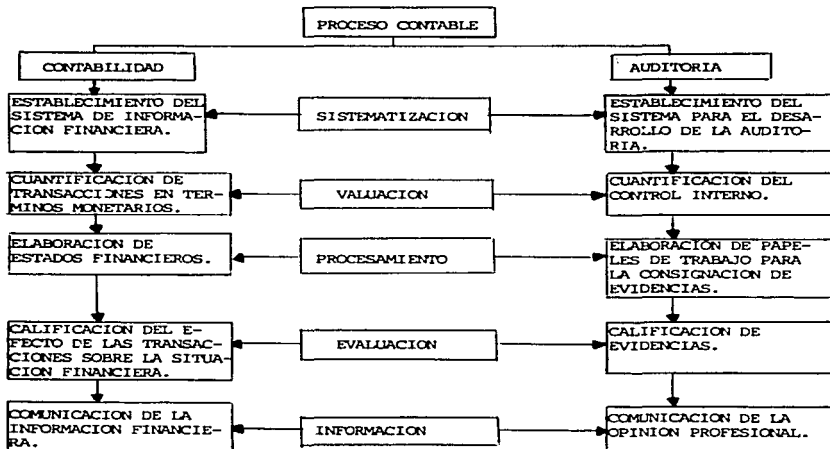 PROCESO CONTABLE
CONTABILIDAD
AUDITORIA
ESTABLECIMIENTO DEL
SISTEMA DE INFORMA-
CION FINANCIERA.
SISTEMATIZACION
ESTABLECIMIENTO DEL
SISTEMA PARA EL DESA-
RROLLO DE LA AUDITO-
RIA.
CUANTIFICACION DE
TRANSACCIONES EN TER-
MINOS MONETARIOS.
VALUACION
CUANTIFICACION DEL
CONTROL INTERNO.
ELABORACION DE
ESTADOS FINANCIEROS.
PROCESAMIENTO
ELABORACION DE PAPE-
LES DE TRABAJO PARA
LA CONSIGNACION DE
EVIDENCIAS.
CALIFICACION DEL E-
FECTO DE LAS TRANSAC-
CIONES SOBRE LA SITUA-
CION FINANCIERA.
EVALUACION
CALIFICACION DE
EVIDENCIAS.
COMUNICACION DE LA
INFORMACION FINANCIE-
RA.
INFORMACION
COMUNICACION DE LA
OPINION PROFESIONAL.